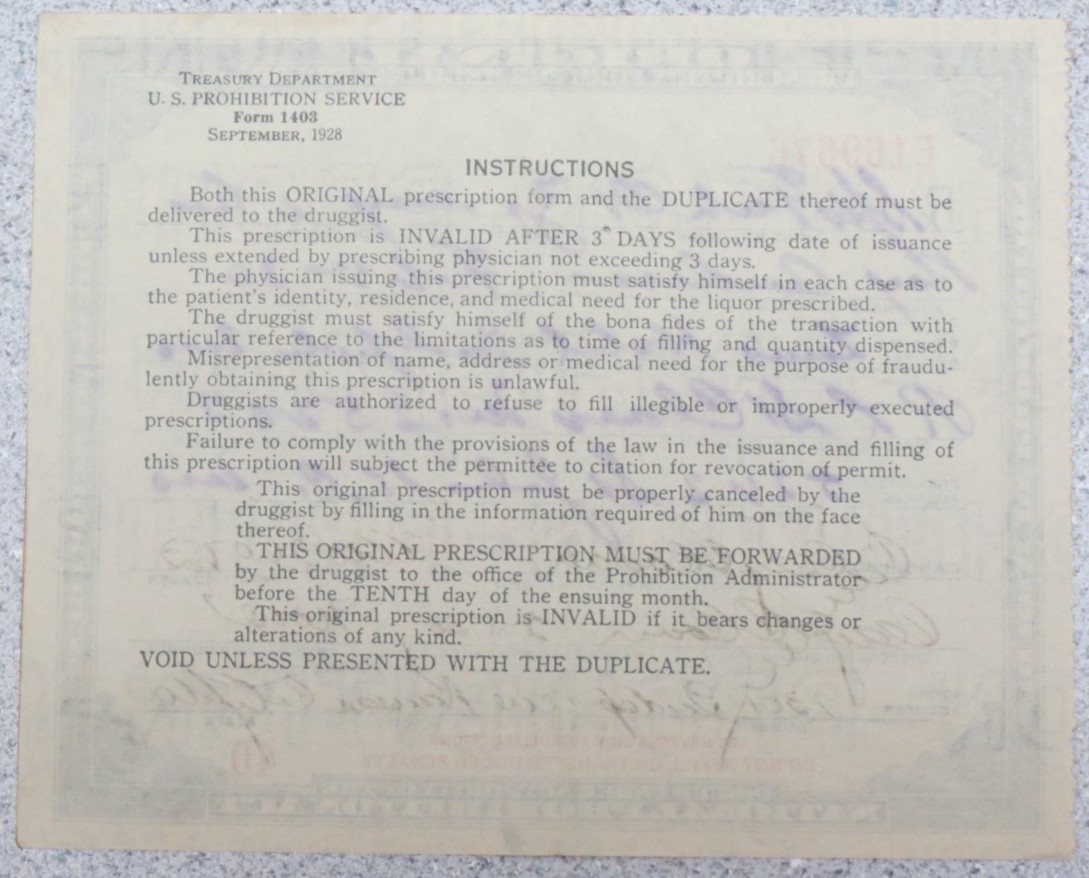 TREASURY DEPARTMENT
U. S. PROHIBITION SERVICE
Form 1403
SEPTEMBER, 1928
E169676
INSTRUCTIONS
Both this ORIGINAL prescription form and the DUPLICATE thereof must be
delivered to the druggist.
This prescription is INVALID AFTER 3 DAYS following date of issuance
unless extended by prescribing physician not exceeding 3 days.
The physician issuing this prescription must satisfy himself in each case as to
the patient's identity, residence, and medical need for the liquor prescribed.
The druggist must satisfy himself of the bona fides of the transaction with
particular reference to the limitations as to time of filling and quantity dispensed.
Misrepresentation of name, address or medical need for the purpose of fraudu-
lently obtaining this prescription is unlawful.
Druggists are authorized to refuse to fill illegible or improperly executed
prescriptions.
Failure to comply with the provisions of the law in the issuance and filling of
this prescription will subject the permittee to citation for revocation of permit.
This original prescription must be properly canceled by the
druggist by filling in the information required of him on the face
thereof.
THIS ORIGINAL PRESCRIPTION MUST BE FORWARDED
by the druggist to the office of the Prohibition Administrator
before the TENTH day of the ensuing month.
This original prescription is INVALID if it bears changes or
alterations of any kind.
VOID UNLESS PRESENTED WITH THE DUPLICATE.